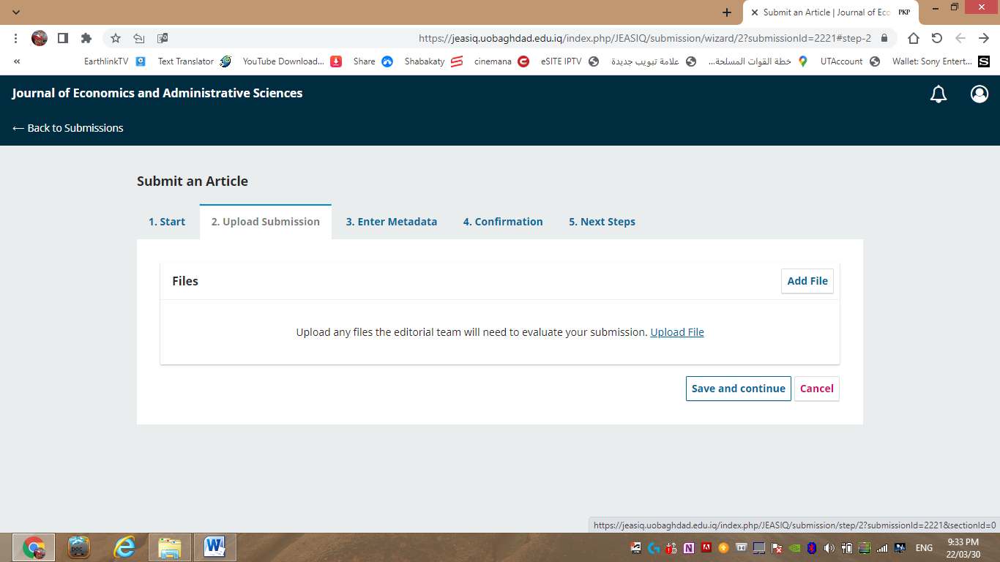 Submit an Article | Journal of Eco
PKP
https://jeasiq.uobaghdad.edu.iq/index.php/JEASIQ/submission/wizard/2?submissionId=2221#step-2
« EarthlinkTV Text Translator YouTube Download... Share Shabakaty cinemana eSITE IPTV علامة تبويب جديدة خطة القوات المسلحة... UTAccount Wallet: Sony Entert...
Journal of Economics and Administrative Sciences
← Back to Submissions
Submit an Article
1. Start 2. Upload Submission 3. Enter Metadata 4. Confirmation 5. Next Steps
Files Add File
Upload any files the editorial team will need to evaluate your submission. Upload File
Save and continue Cancel
https://jeasiq.uobaghdad.edu.iq/index.php/JEASIQ/submission/step/2?submissionId=2221&sectionId=0
DOC
ENG
9:33 PM
22/03/30